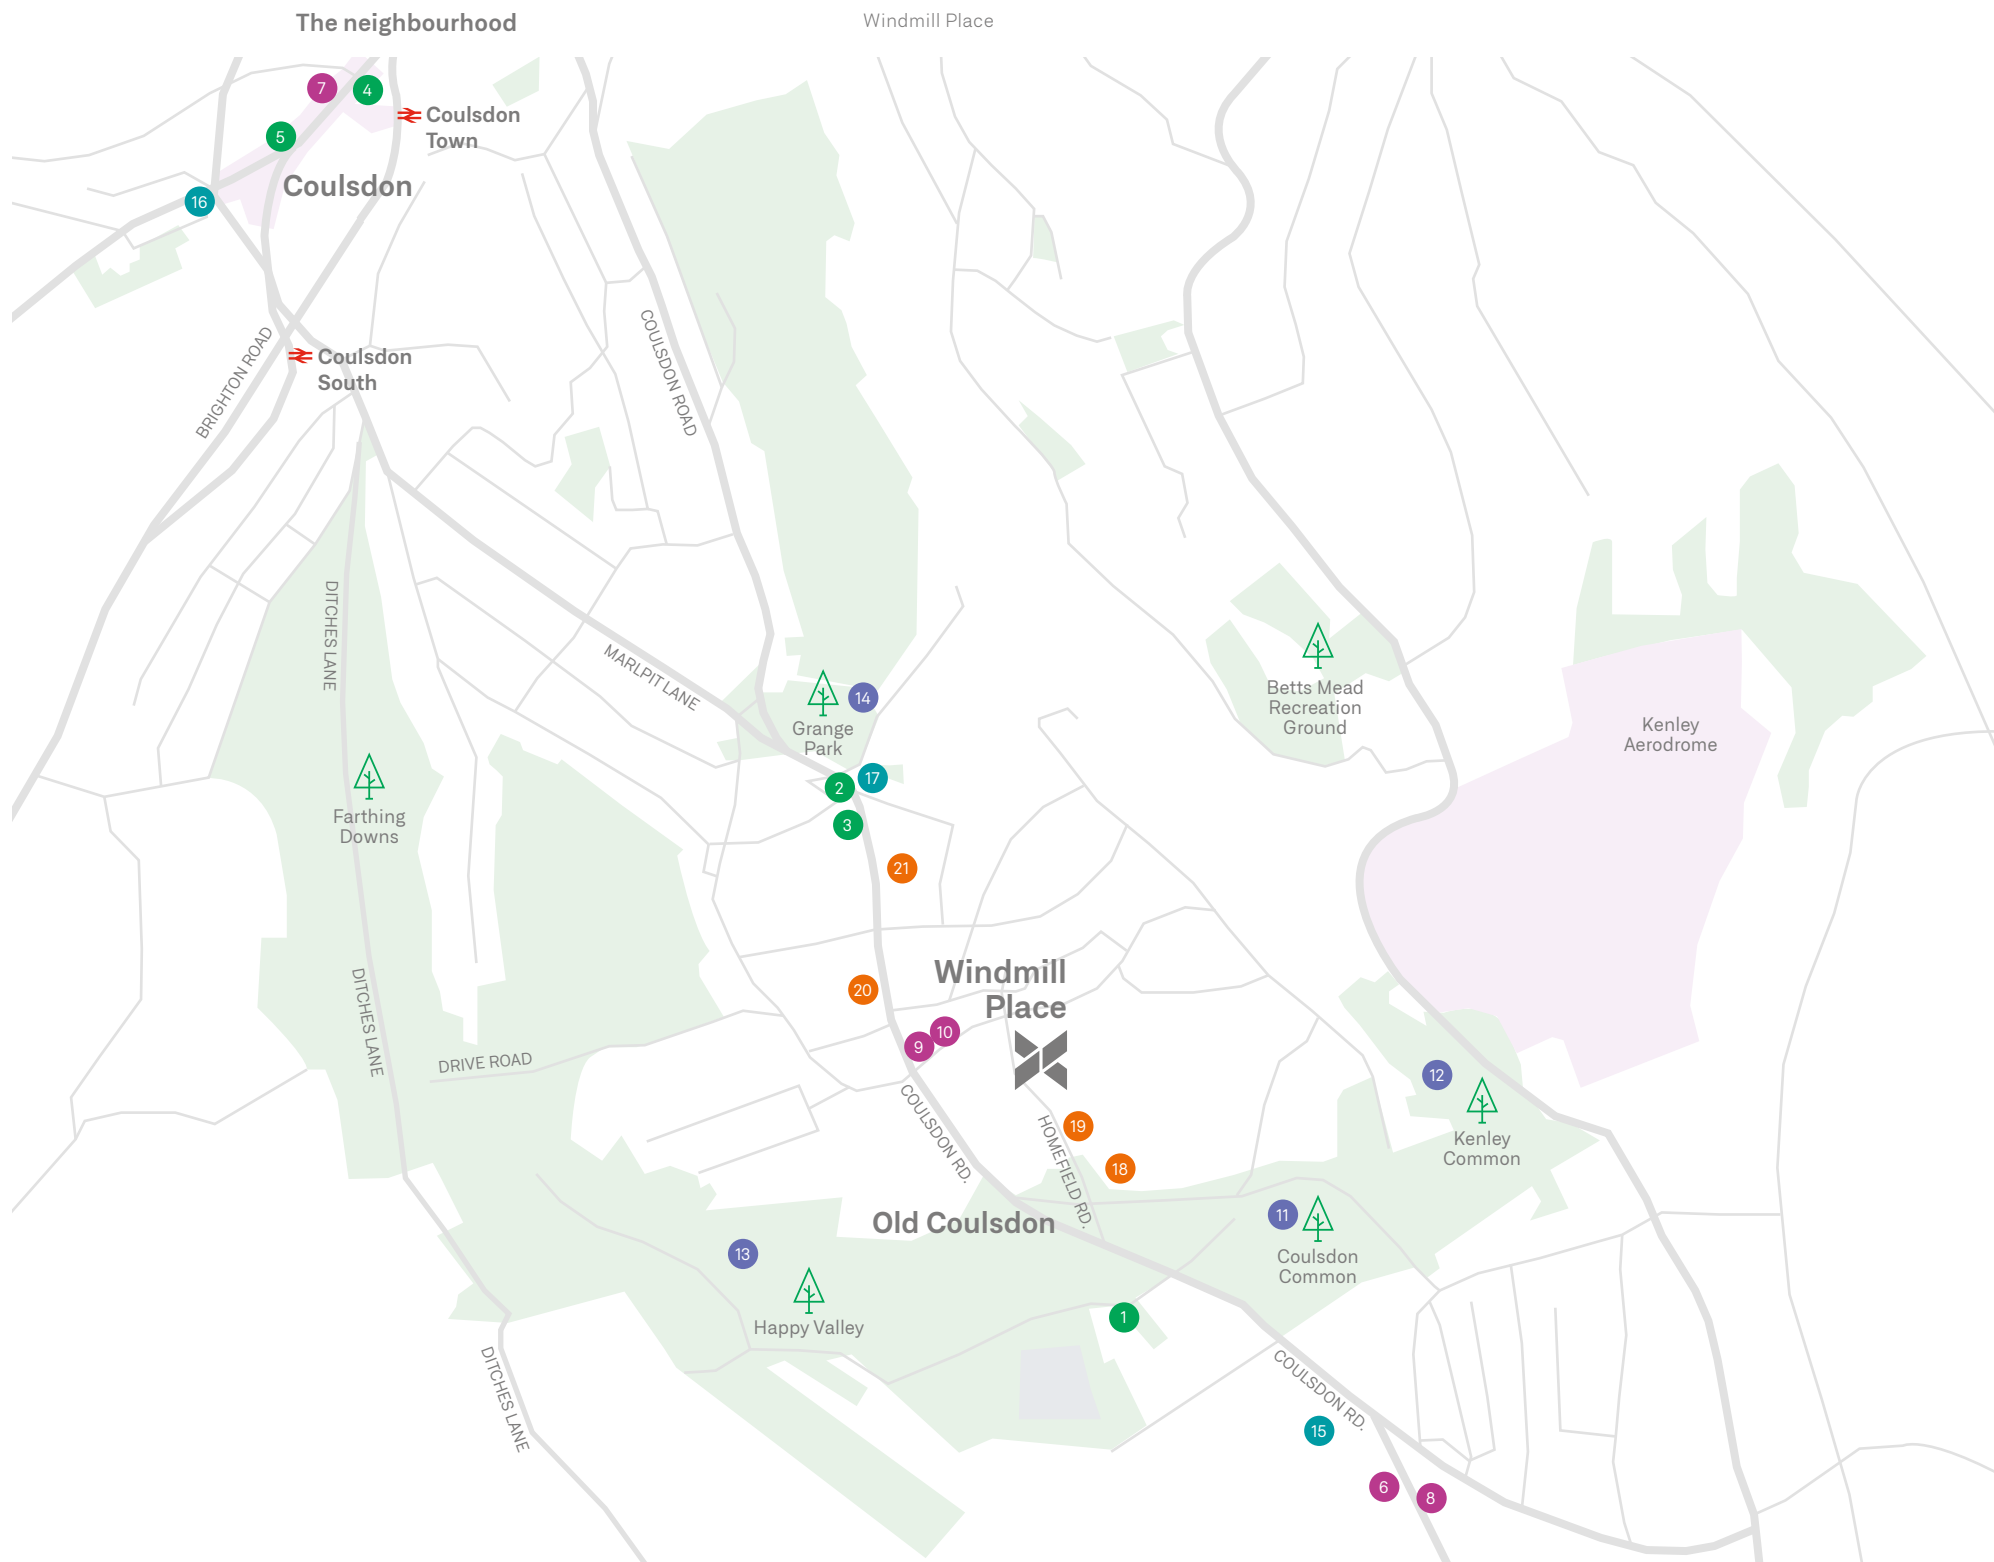 The neighbourhood
Windmill Place
7
4
Coulsdon
Town
5
Coulsdon
16
COULSDON ROAD
BRIGHTON ROAD
Coulsdon
South
DITCHES LANE
MARLPIT LANE
14
Grange
Park
Betts Mead
Recreation
Ground
Kenley
Aerodrome
17
2
3
Farthing
Downs
21
Windmill
Place
20
DITCHES LANE
10
9
DRIVE ROAD
12
COULSDON RD.
HOMEFIELD RD.
19
18
Kenley
Common
Old Coulsdon
11
13
Coulsdon
Common
1
Happy Valley
DITCHES LANE
COULSDON RD.
15
6
8